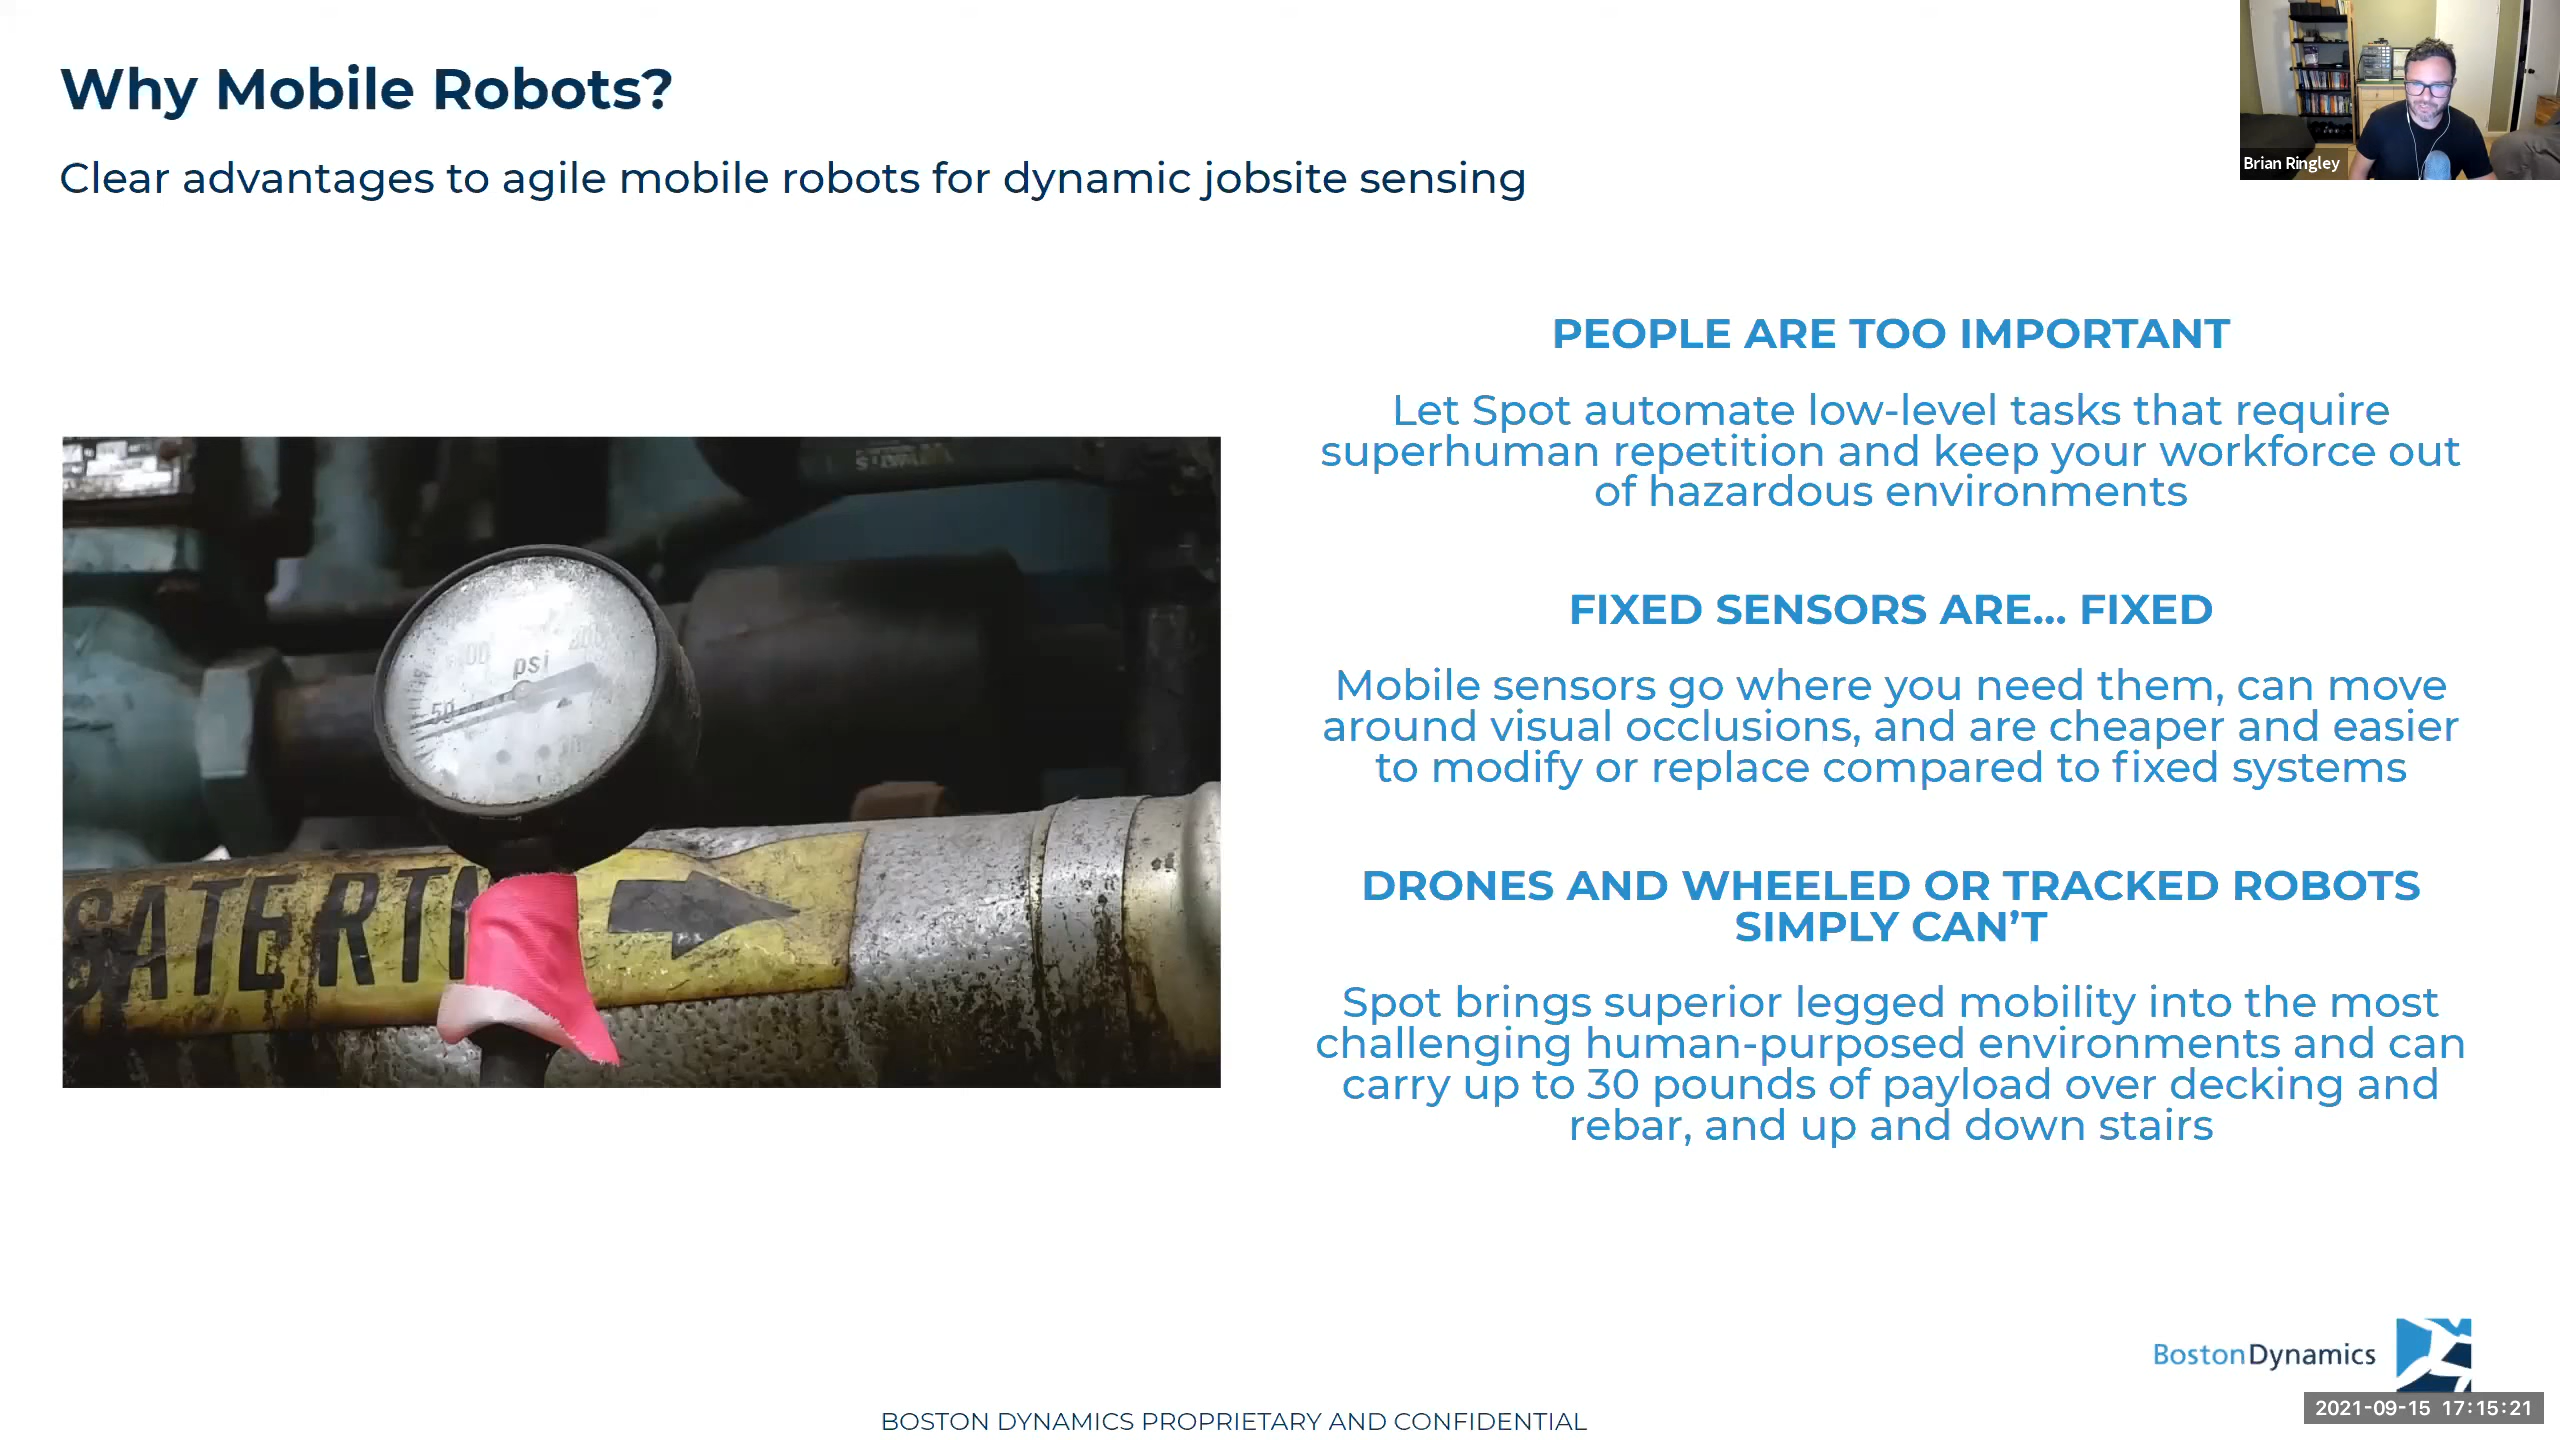 Why Mobile Robots?
Clear advantages to agile mobile robots for dynamic jobsite sensing
Brian Ringley
PEOPLE ARE TOO IMPORTANT
Let Spot automate low-level tasks that require
superhuman repetition and keep your workforce out
of hazardous environments
FIXED SENSORS ARE... FIXED
Mobile sensors go where you need them, can move
around visual occlusions, and are cheaper and easier
to modify or replace compared to fixed systems
DRONES AND WHEELED OR TRACKED ROBOTS
SIMPLY CAN’T
Spot brings superior legged mobility into the most
challenging human-purposed environments and can
carry up to 30 pounds of payload over decking and
rebar, and up and down stairs
100
200
psi
50
BostonDynamics
2021-09-15 17:15:21
BOSTON DYNAMICS PROPRIETARY AND CONFIDENTIAL